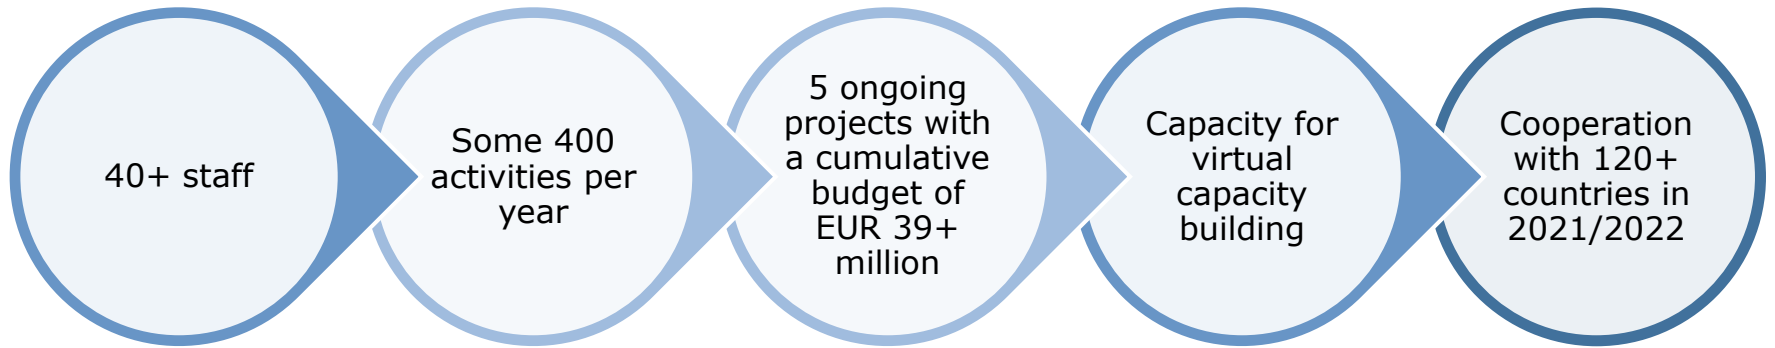 40+ staff
Some 400
activities per
year
5 ongoing
projects with
a cumulative
budget of
EUR 39+
million
Capacity for
virtual
capacity
building
Cooperation
with 120+
countries in
2021/2022